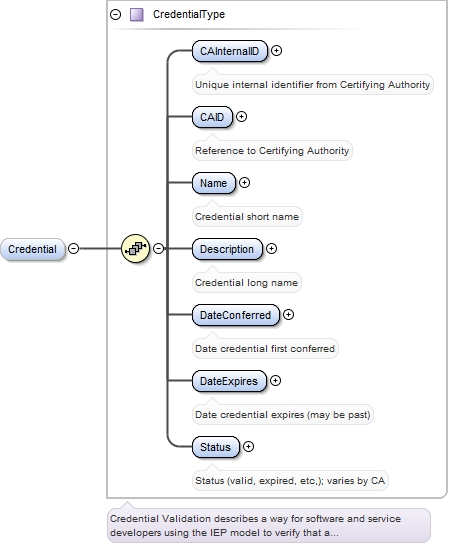 CredentialType
CAInternalID
Unique internal identifier from Certifying Authority
CAID
Reference to Certifying Authority
Name
Credential short name
Credential
Description
Credential long name
DateConferred
Date credential first conferred
DateExpires
Date credential expires (may be past)
Status
Status (valid, expired, etc,); varies by CA
Credential Validation describes a way for software and service
developers using the IEP model to verify that a...